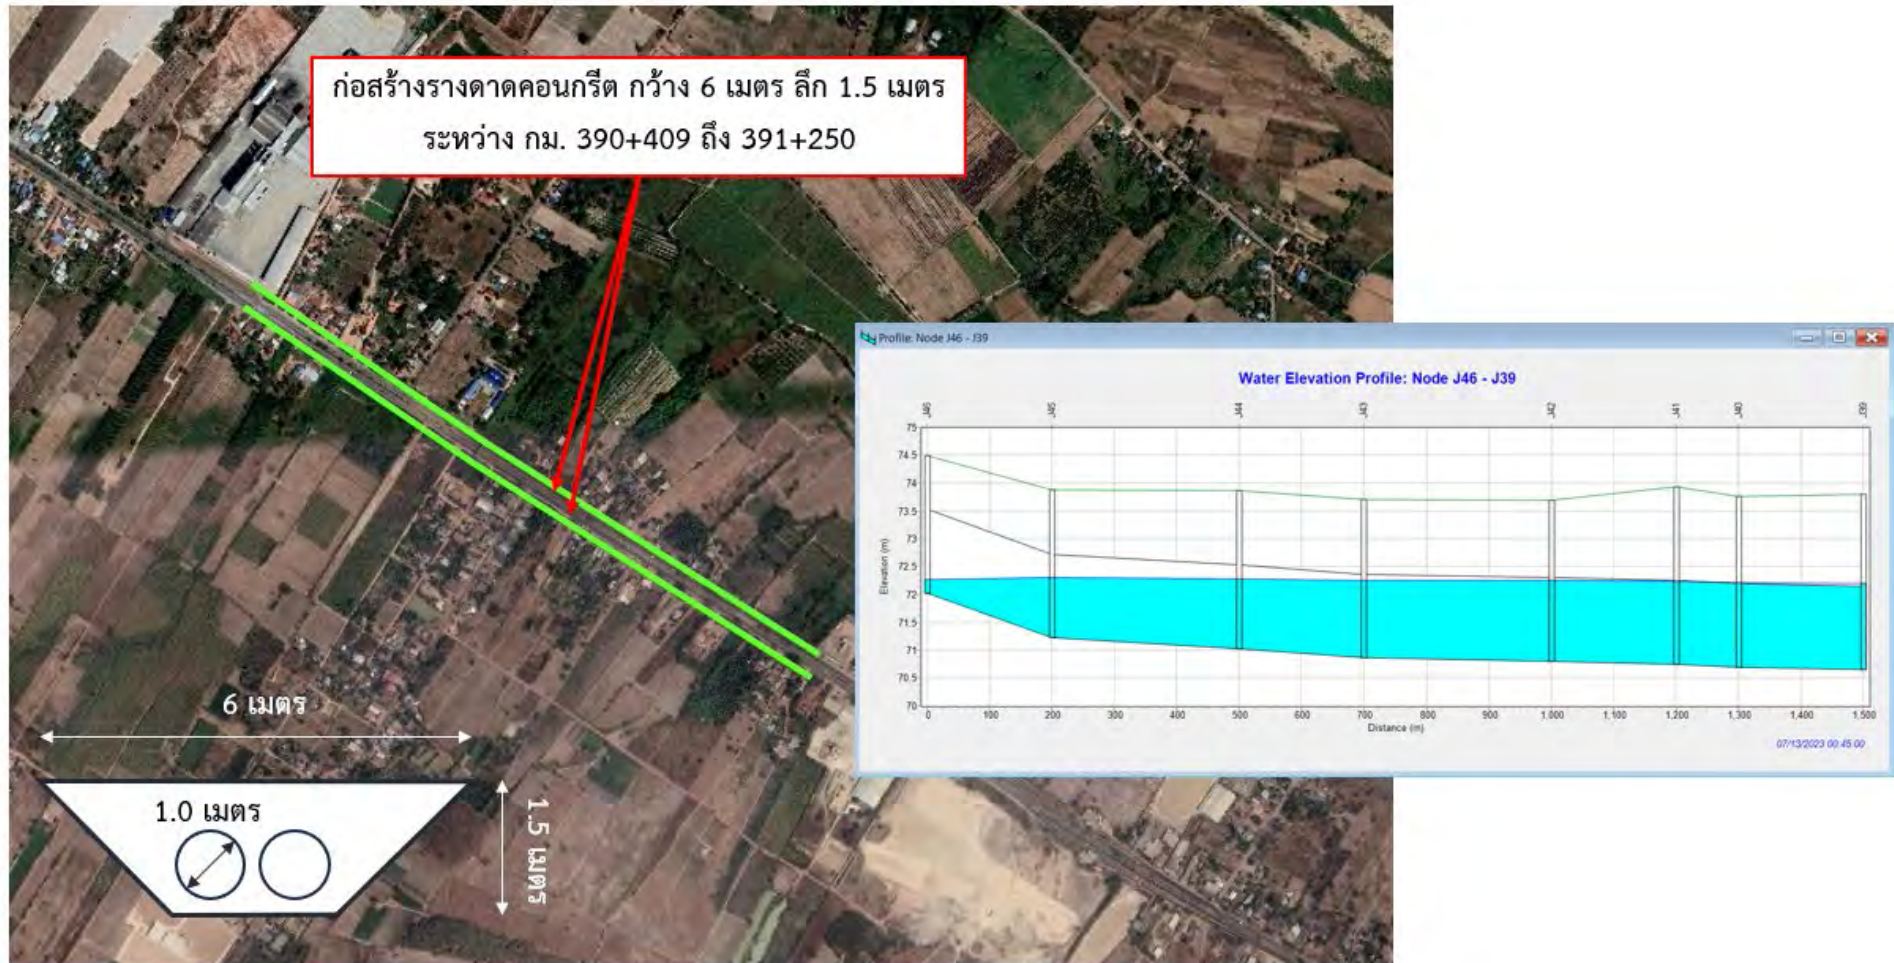 ก่อสร้างรางดาดคอนกรีต กว้าง 6 เมตร ลึก 1.5 เมตร
ระหว่าง กม. 390+409 ถึง 391+250
Profile: Node J46 - J39
Water Elevation Profile: Node J46 - J39
J46 J45 J44 J43 J42 J41 J40 J39
75
74.5
74
73.5
73
72.5
72
71.5
71
70.5
70
Elevation (m)
0 100 200 300 400 500 600 700 800 900 1,000 1,100 1,200 1,300 1,400 1,500
Distance (m)
07/13/2023 00:45:00
6 เมตร
1.0 เมตร
1.5 เมตร